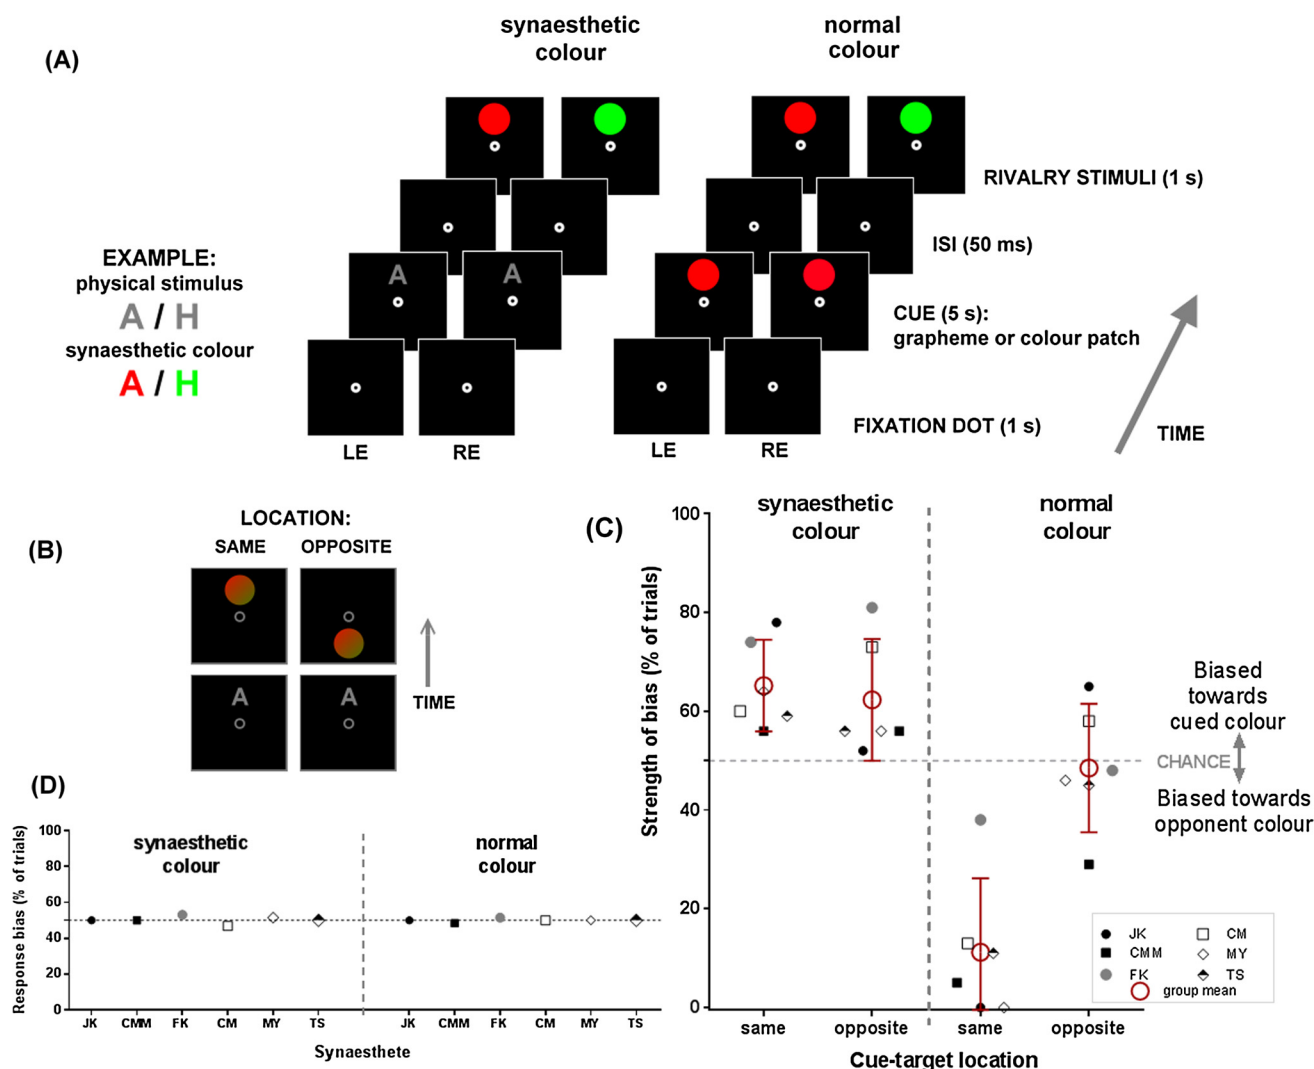 (A)
synaesthetic
colour
normal
colour
RIVALRY STIMULI (1 s)
ISI (50 ms)
EXAMPLE:
physical stimulus
A / H
synaesthetic colour
A / H
A
A
CUE (5 s):
grapheme or colour patch
FIXATION DOT (1 s)
TIME
LE
RE
LE
RE
(B)
LOCATION:
SAME
OPPOSITE
A
A
TIME
(C)
synaesthetic
colour
normal
colour
Strength of bias (% of trials)
100
80
60
40
20
0
Biased
towards
cued colour
CHANCE
Biased towards
opponent colour
JK
CM
CMM
MY
FK
TS
group mean
same
opposite
same
opposite
Cue-target location
(D)
synaesthetic
colour
normal
colour
Response bias (% of trials)
100
80
60
40
20
0
JK
CMM
FK
CM
MY
TS
JK
CMM
FK
CM
MY
TS
Synaesthete